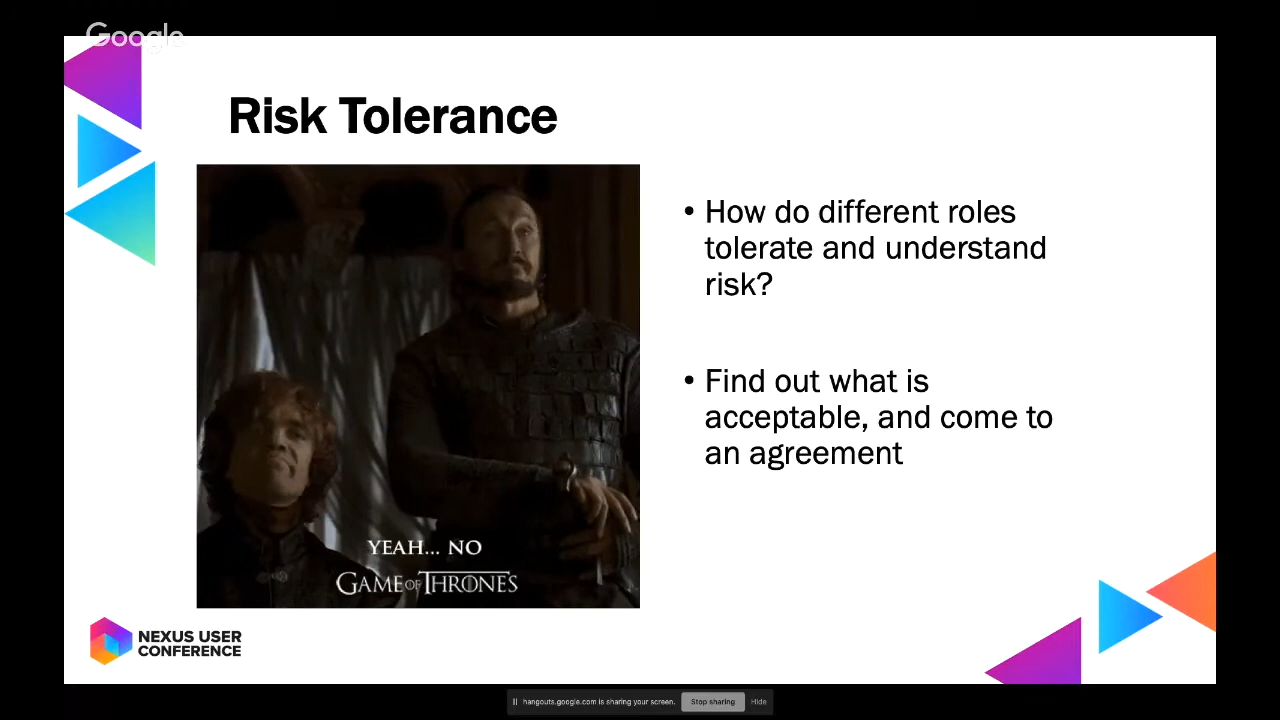 Google
Risk Tolerance
• How do different roles
tolerate and understand
risk?
• Find out what is
acceptable, and come to
an agreement
YEAH... NO
GAME OF THRONES
NEXUS USER
CONFERENCE
hangouts.google.com is sharing your screen.
Stop sharing
Hide